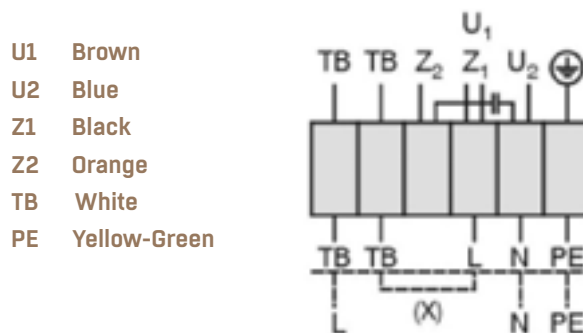 U1 Brown
U2 Blue
Z1 Black
Z2 Orange
TB White
PE Yellow-Green
U₁
TB TB Z₂ Z₁ U₂
TB TB L N PE
(X)
L N PE